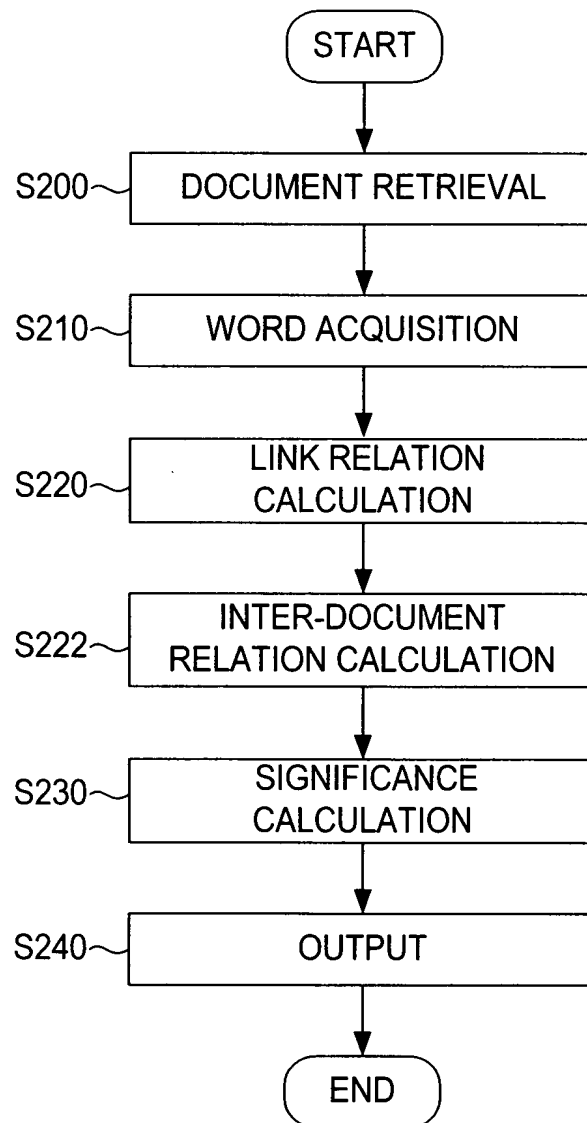 START
S200
DOCUMENT RETRIEVAL
S210
WORD ACQUISITION
S220
LINK RELATION
CALCULATION
S222
INTER-DOCUMENT
RELATION CALCULATION
S230
SIGNIFICANCE
CALCULATION
S240
OUTPUT
END